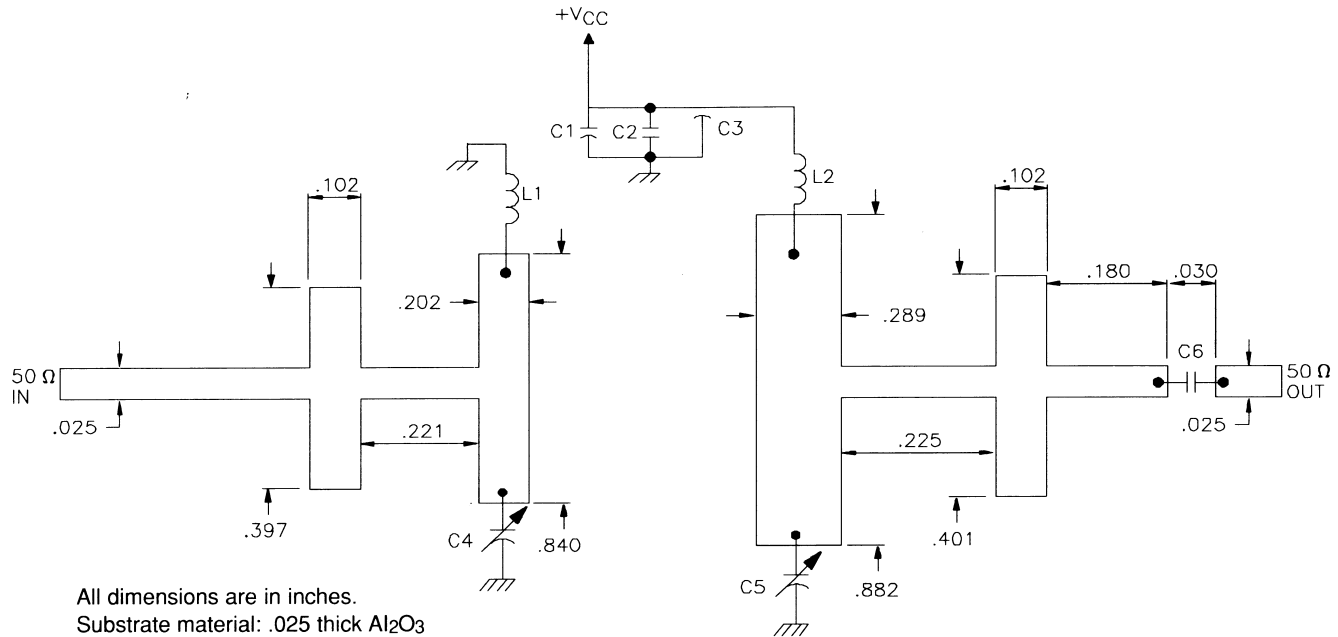 +VCC
C1
C2
C3
L1
L2
.102
.102
.180
.030
.202
.289
C6
50 Ω
IN
50 Ω
OUT
.025
.221
.225
.025
.397
C4
.840
.401
C5
.882
All dimensions are in inches.
Substrate material: .025 thick Al2O3